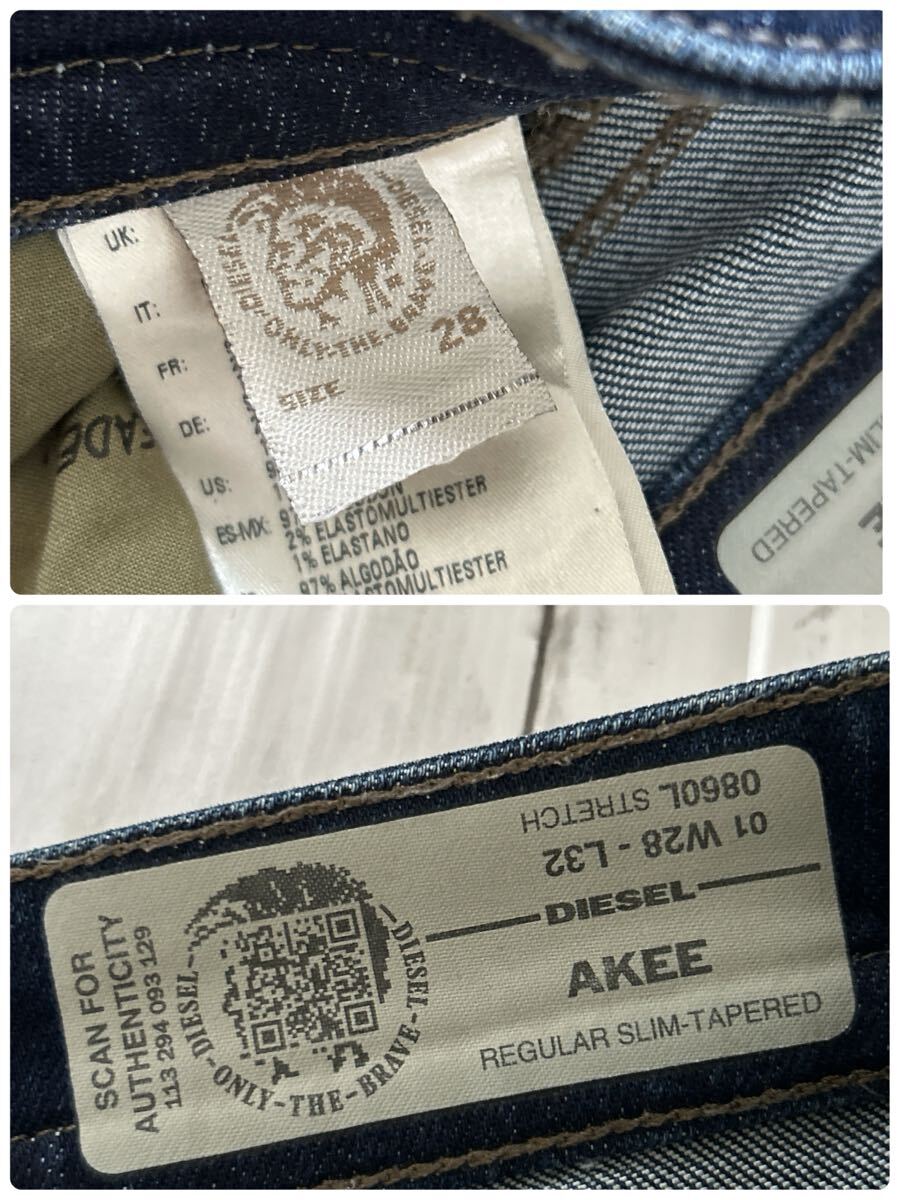 UK:
IT:
FR:
DE:
US:
ES-MX:
DIESEL·ONLY-THE-BRAVE·DIESEL
SIZE 28
2% ELASTOMULTIESTER
1% ELASTANO
97% ALGODÃO
SLIM-TAPERED
SCAN FOR
AUTHENTICITY
113 294 093 129
DIESEL-ONLY-THE-BRAVE-DIESEL
0860L STRETCH
01 W28 - L32
DIESEL
AKEE
REGULAR SLIM-TAPERED